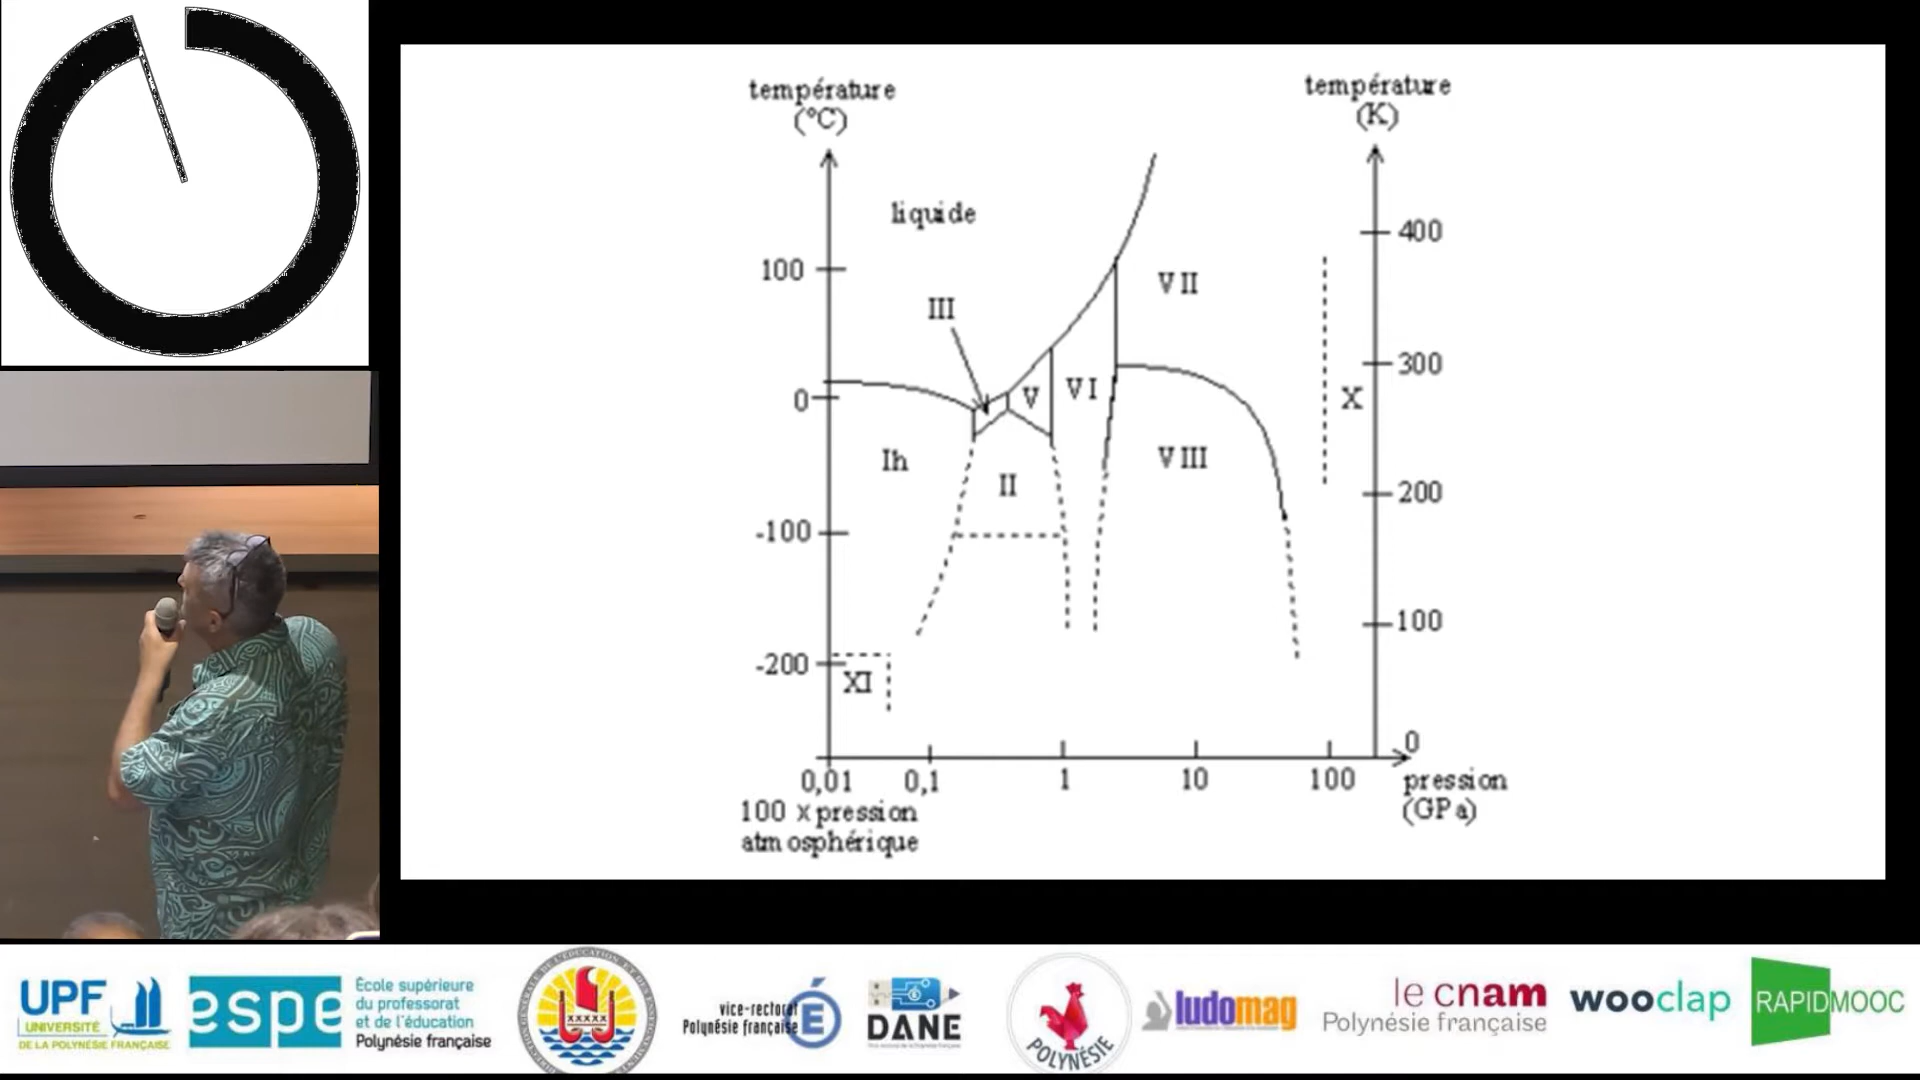 température
(°C)
température
(K)
liquide
400
100
VII
III
300
0
V
VI
X
Ih
VIII
II
200
-100
100
-200
XI
0
0,01
0,1
1
10
100
pression
(GPa)
100 x pression
atmosphérique
UPF
UNIVERSITÉ
DE LA POLYNÉSIE FRANÇAISE
espe
École supérieure
du professorat
et de l'éducation
Polynésie française
vice-rectorat
Polynésie française
É
DANE
POLYNÉSIE
ludomag
le cnam
Polynésie française
wooclap
RAPIDMOOC